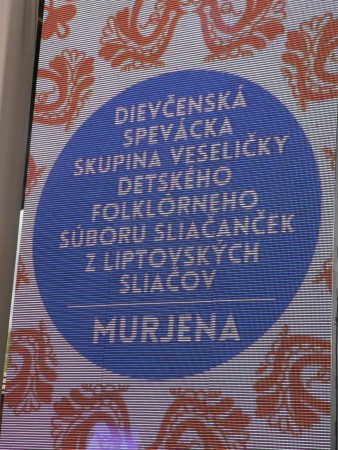 DIEVČENSKÁ
SPEVÁCKA
SKUPINA VESELIČKY
DETSKÉHO
FOLKLÓRNEHO
SÚBORU SLIAČANČEK
Z LIPTOVSKÝCH
SLIAČOV
MURJENA